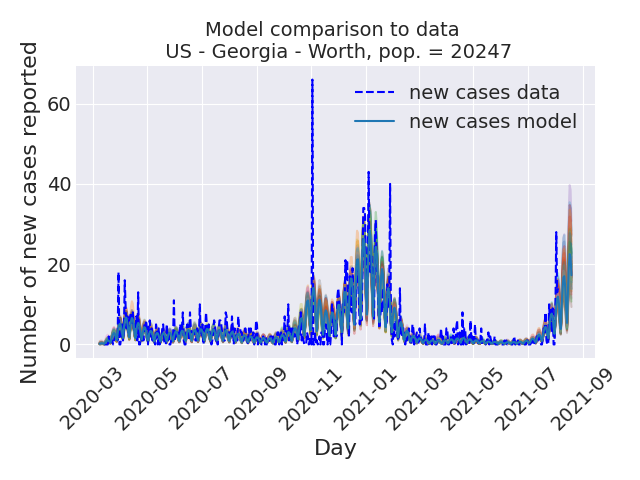 Model comparison to data
US - Georgia - Worth, pop. = 20247
Number of new cases reported
60
40
20
0
new cases data
new cases model
2020-03
2020-05
2020-07
2020-09
2020-11
2021-01
2021-03
2021-05
2021-07
2021-09
Day